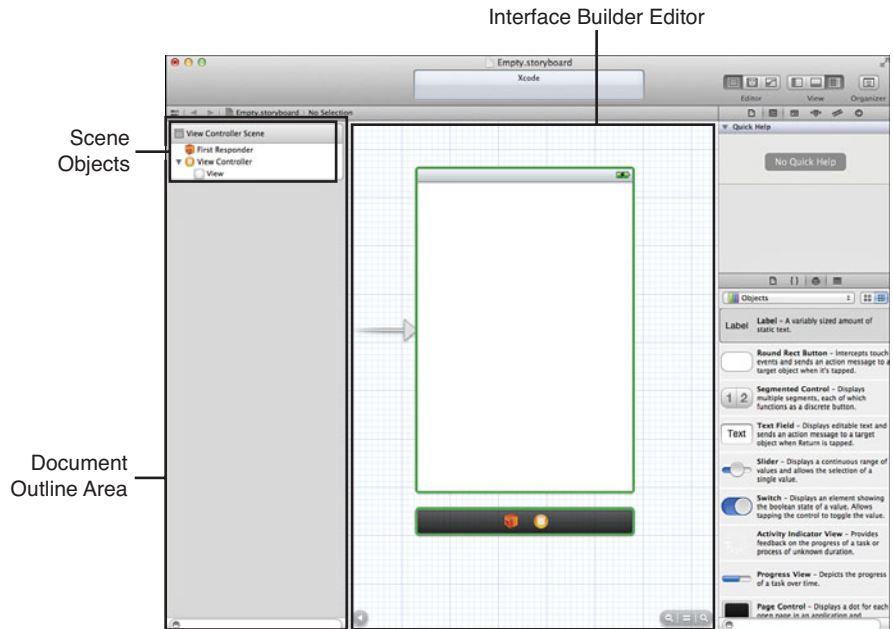 Interface Builder Editor
Empty.storyboard
Xcode
Editor
View
Organizer
Empty.storyboard
No Selection
Scene
Objects
View Controller Scene
First Responder
View Controller
View
Quick Help
No Quick Help
Objects
Label
Label – A variably sized amount of
static text.
Round Rect Button – Intercepts touch
events and sends an action message to a
target object when it's tapped.
1 2
Segmented Control – Displays
multiple segments, each of which
functions as a discrete button.
Text
Text Field – Displays editable text and
sends an action message to a target
object when Return is tapped.
Slider – Displays a continuous range of
values and allows the selection of a
single value.
Switch – Displays an element showing
the boolean state of a value. Allows
tapping the control to toggle the value.
Activity Indicator View – Provides
feedback on the progress of a task or
process of unknown duration.
Progress View – Depicts the progress
of a task over time.
Page Control – Displays a dot for each
open page in an application and
Document
Outline Area